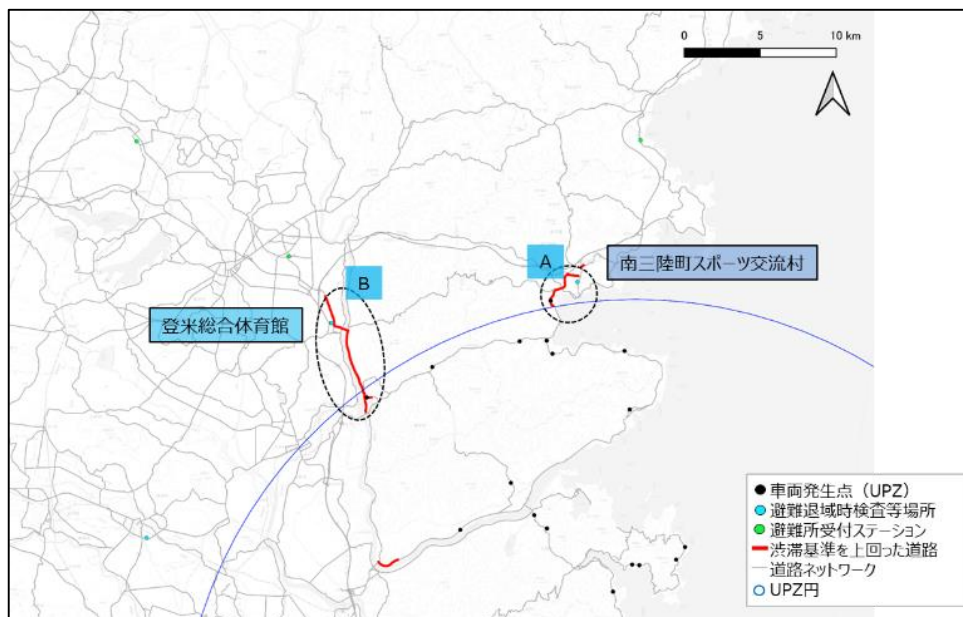 0 5 10 km
A
南三陸町スポーツ交流村
B
登米総合体育館
車両発生点（UPZ）
避難退域時検査等場所
避難所受付ステーション
渋滞基準を上回った道路
道路ネットワーク
UPZ円